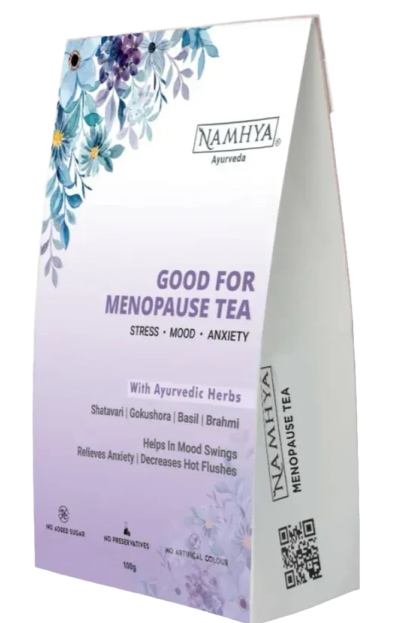 NAMHYA®
Ayurveda
GOOD FOR
MENOPAUSE TEA
STRESS • MOOD • ANXIETY
With Ayurvedic Herbs
Shatavari | Gokushora | Basil | Brahmi
Helps In Mood Swings
Relieves Anxiety | Decreases Hot Flushes
NO ADDED SUGAR
NO PRESERVATIVES
NO ARTIFICAL COLOUR
100g
NAMHYA
MENOPAUSE TEA